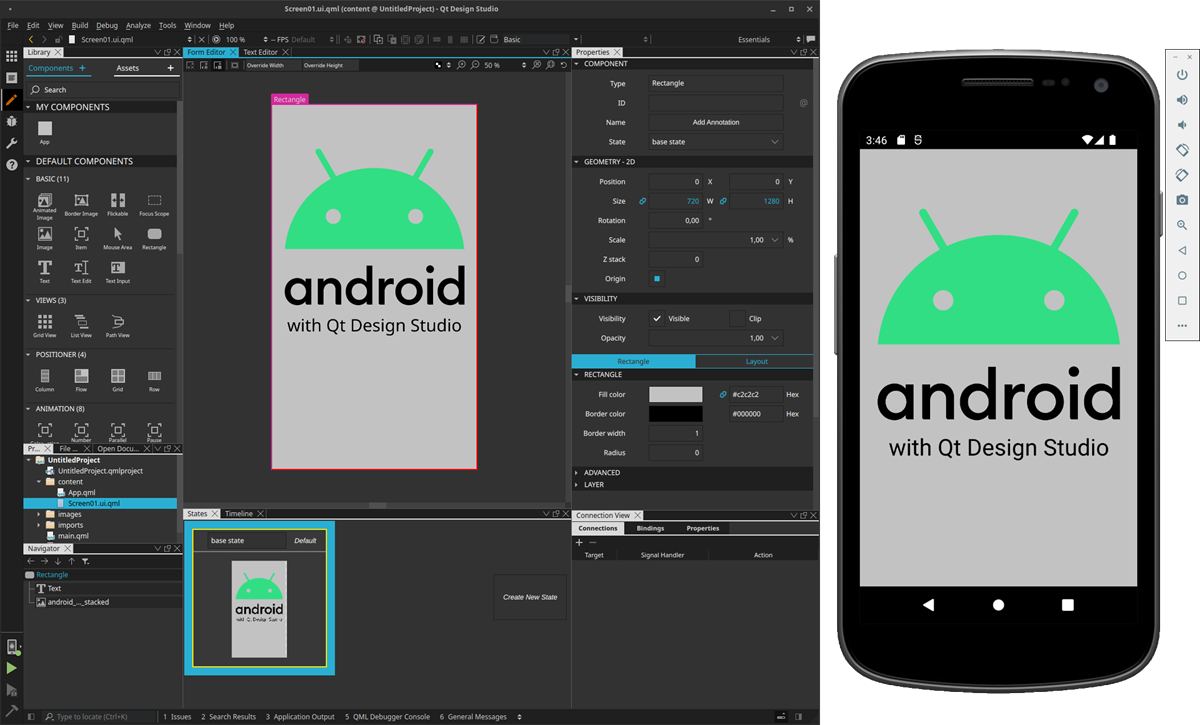 Screen01.ui.qml (content @ UntitledProject) - Qt Design Studio
File Edit View Build Debug Analyze Tools Window Help
Screen01.ui.qml 100 % FPS Default Basic Essentials
Library
Components + Assets +
Search
MY COMPONENTS
App
DEFAULT COMPONENTS
BASIC (11)
Animated Image Border Image Flickable Focus Scope
Image Item Mouse Area Rectangle
Text Text Edit Text Input
VIEWS (3)
Grid View List View Path View
POSITIONER (4)
Column Flow Grid Row
ANIMATION (8)
Number Parallel Pause
Pr... File ... Open Docu...
UntitledProject
UntitledProject.qmlproject
content
App.qml
Screen01.ui.qml
images
imports
main.qml
Navigator
Rectangle
Text
android_..._stacked
Form Editor Text Editor
Override Width Override Height 50 %
Rectangle
android
with Qt Design Studio
States Timeline
base state Default
android
with Qt Design Studio
Create New State
Properties
COMPONENT
Type Rectangle
ID
Name Add Annotation
State base state
GEOMETRY - 2D
Position 0 X 0 Y
Size 720 W 1280 H
Rotation 0,00 °
Scale 1,00 %
Z stack 0
Origin
VISIBILITY
Visibility Visible Clip
Opacity 1,00
Rectangle Layout
RECTANGLE
Fill color #c2c2c2 Hex
Border color #000000 Hex
Border width 1
Radius 0
ADVANCED
LAYER
Connection View
Connections Bindings Properties
Target Signal Handler Action
Type to locate (Ctrl+K) 1 Issues 2 Search Results 3 Application Output 5 QML Debugger Console 6 General Messages
3:46
android
with Qt Design Studio